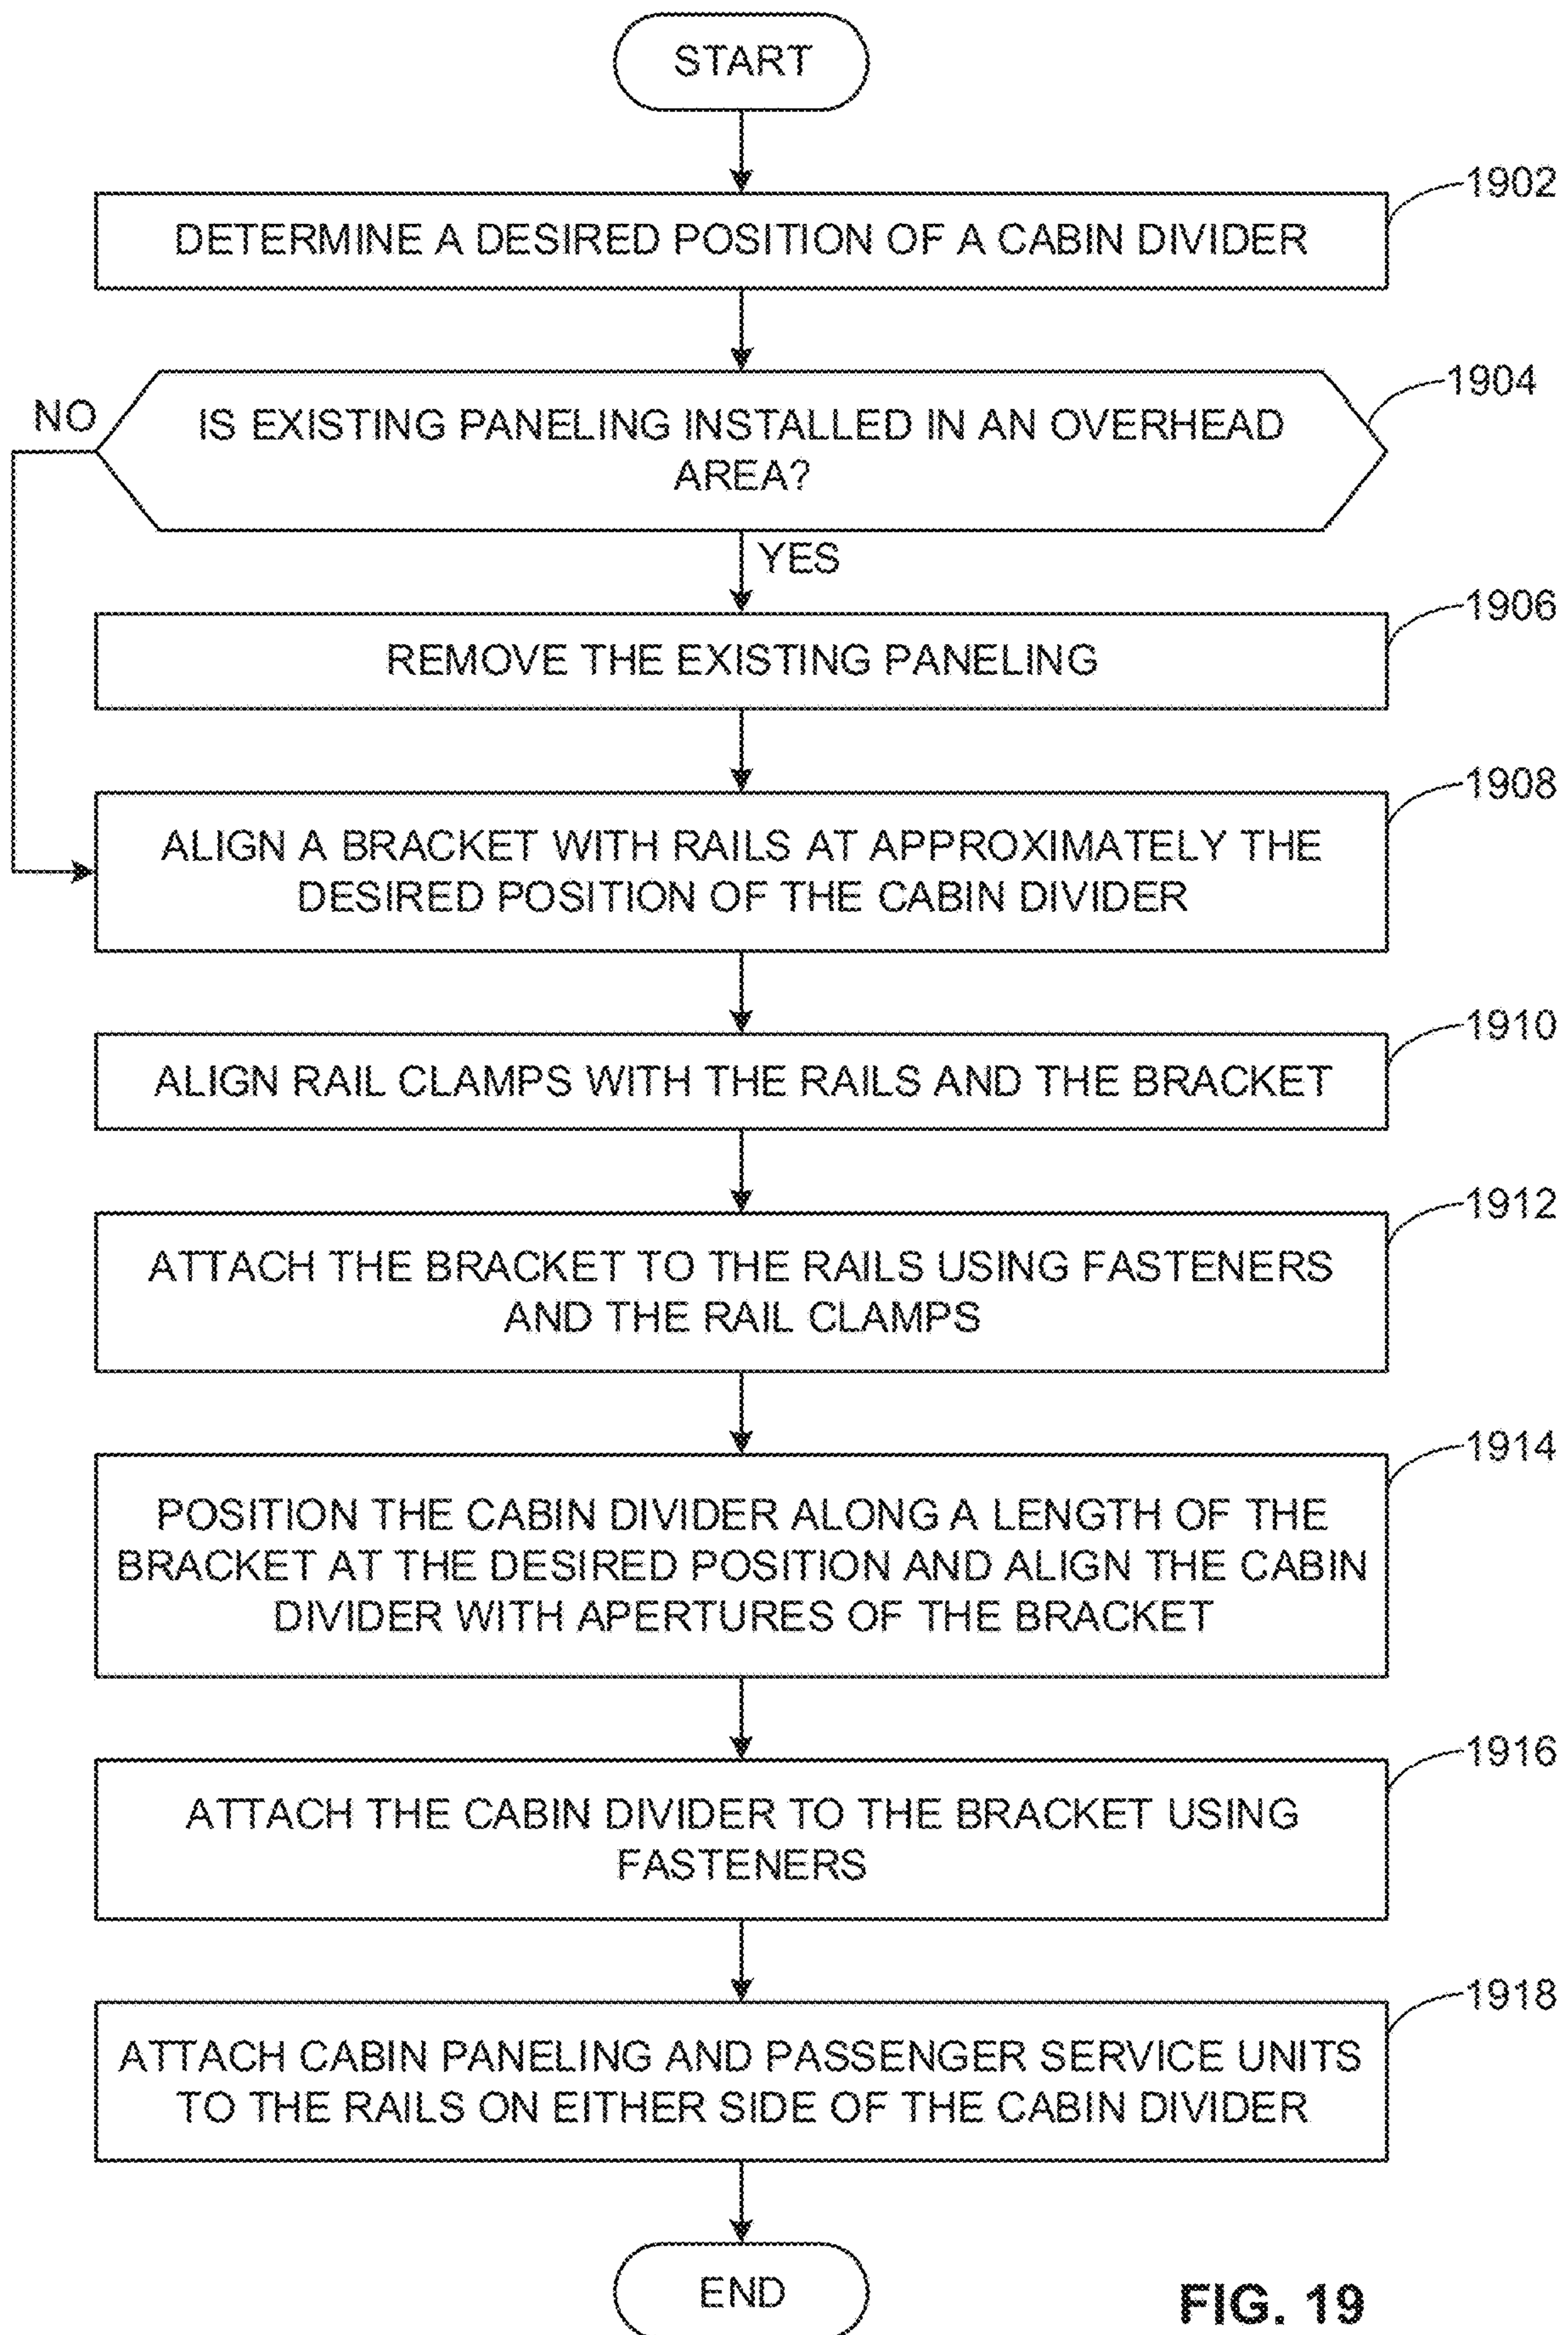 START
1902
DETERMINE A DESIRED POSITION OF A CABIN DIVIDER
1904
NO
IS EXISTING PANELING INSTALLED IN AN OVERHEAD
AREA?
YES
1906
REMOVE THE EXISTING PANELING
1908
ALIGN A BRACKET WITH RAILS AT APPROXIMATELY THE
DESIRED POSITION OF THE CABIN DIVIDER
1910
ALIGN RAIL CLAMPS WITH THE RAILS AND THE BRACKET
1912
ATTACH THE BRACKET TO THE RAILS USING FASTENERS
AND THE RAIL CLAMPS
1914
POSITION THE CABIN DIVIDER ALONG A LENGTH OF THE
BRACKET AT THE DESIRED POSITION AND ALIGN THE CABIN
DIVIDER WITH APERTURES OF THE BRACKET
1916
ATTACH THE CABIN DIVIDER TO THE BRACKET USING
FASTENERS
1918
ATTACH CABIN PANELING AND PASSENGER SERVICE UNITS
TO THE RAILS ON EITHER SIDE OF THE CABIN DIVIDER
END
FIG. 19